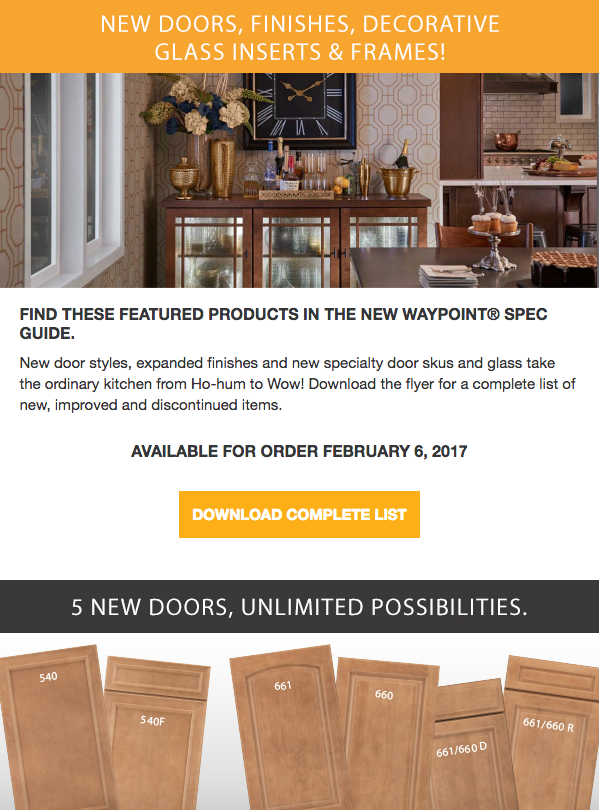 NEW DOORS, FINISHES, DECORATIVE
GLASS INSERTS & FRAMES!
FIND THESE FEATURED PRODUCTS IN THE NEW WAYPOINT® SPEC
GUIDE.
New door styles, expanded finishes and new specialty door skus and glass take
the ordinary kitchen from Ho-hum to Wow! Download the flyer for a complete list of
new, improved and discontinued items.
AVAILABLE FOR ORDER FEBRUARY 6, 2017
DOWNLOAD COMPLETE LIST
5 NEW DOORS, UNLIMITED POSSIBILITIES.
540
540F
661
660
661/660 D
661/660 R